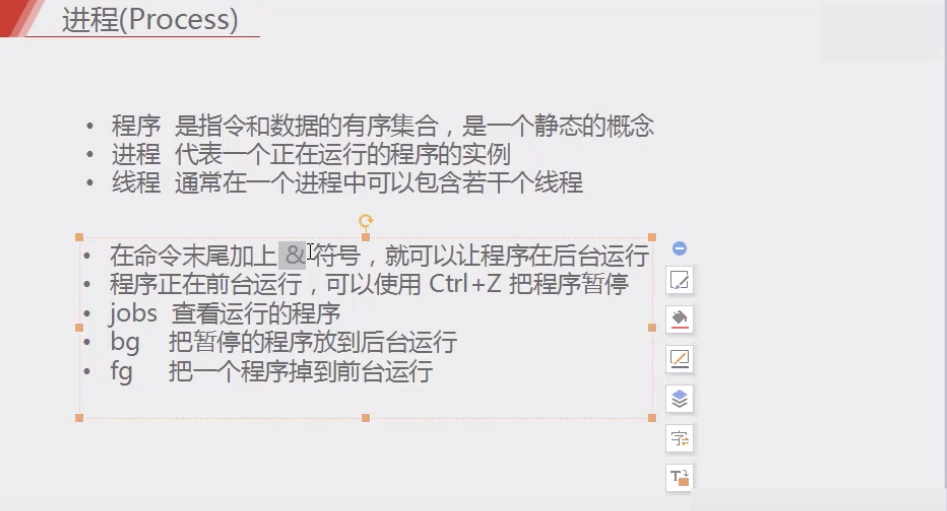 进程(Process)
• 程序 是指令和数据的有序集合，是一个静态的概念
• 进程 代表一个正在运行的程序的实例
• 线程 通常在一个进程中可以包含若干个线程
• 在命令末尾加上 & 符号，就可以让程序在后台运行
• 程序正在前台运行，可以使用 Ctrl+Z 把程序暂停
• jobs 查看运行的程序
• bg 把暂停的程序放到后台运行
• fg 把一个程序掉到前台运行
字
T